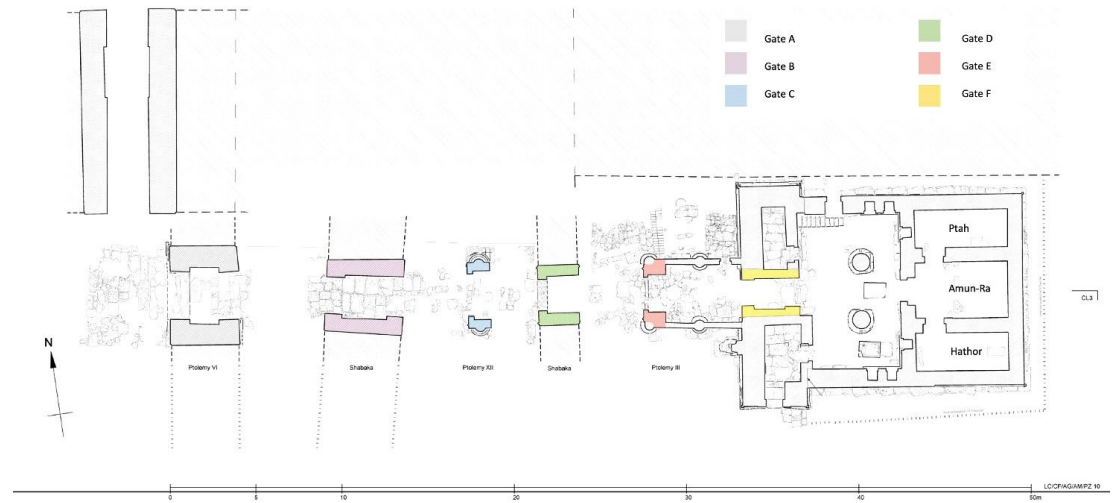 Gate A
Gate B
Gate C
Gate D
Gate E
Gate F
Ptah
Amun-Ra
Hathor
CL3
N
Ptolemy VI
Shabaka
Ptolemy XII
Shabaka
Ptolemy III
LC/CF/AG/AM/PZ 10
0 5 10 20 30 40 50m